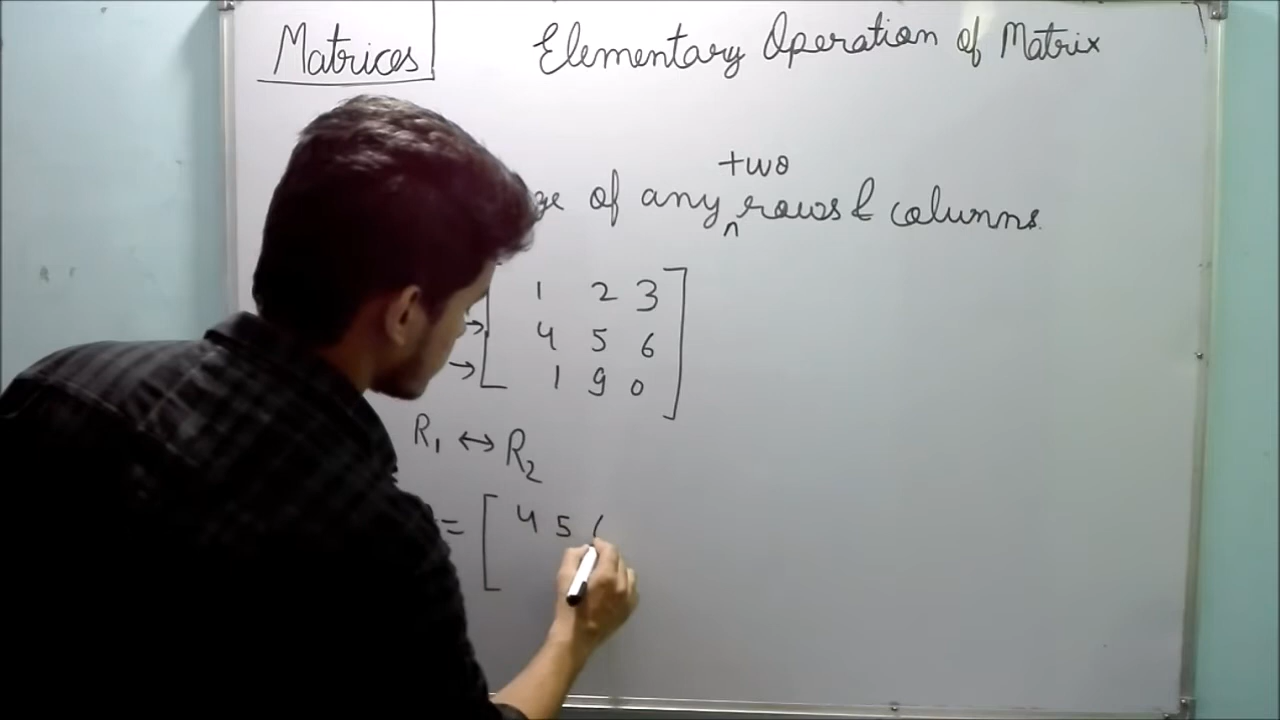 Matrices
Elementary Operation of Matrix
two
of any ^ rows & columns.
1 2 3
→ 4 5 6
→ 1 9 0
R₁ ↔ R₂
= [ 4 5